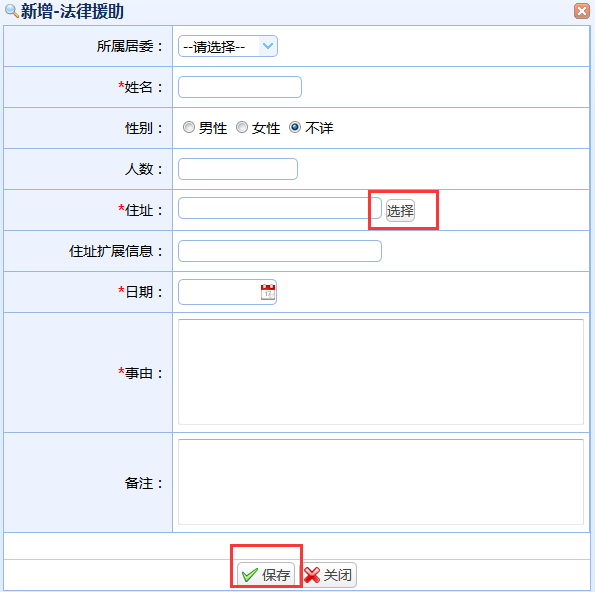 新增-法律援助
所属居委： --请选择--
*姓名：
性别： 男性 女性 不详
人数：
*住址： 选择
住址扩展信息：
*日期：
*事由：
备注：
保存 关闭